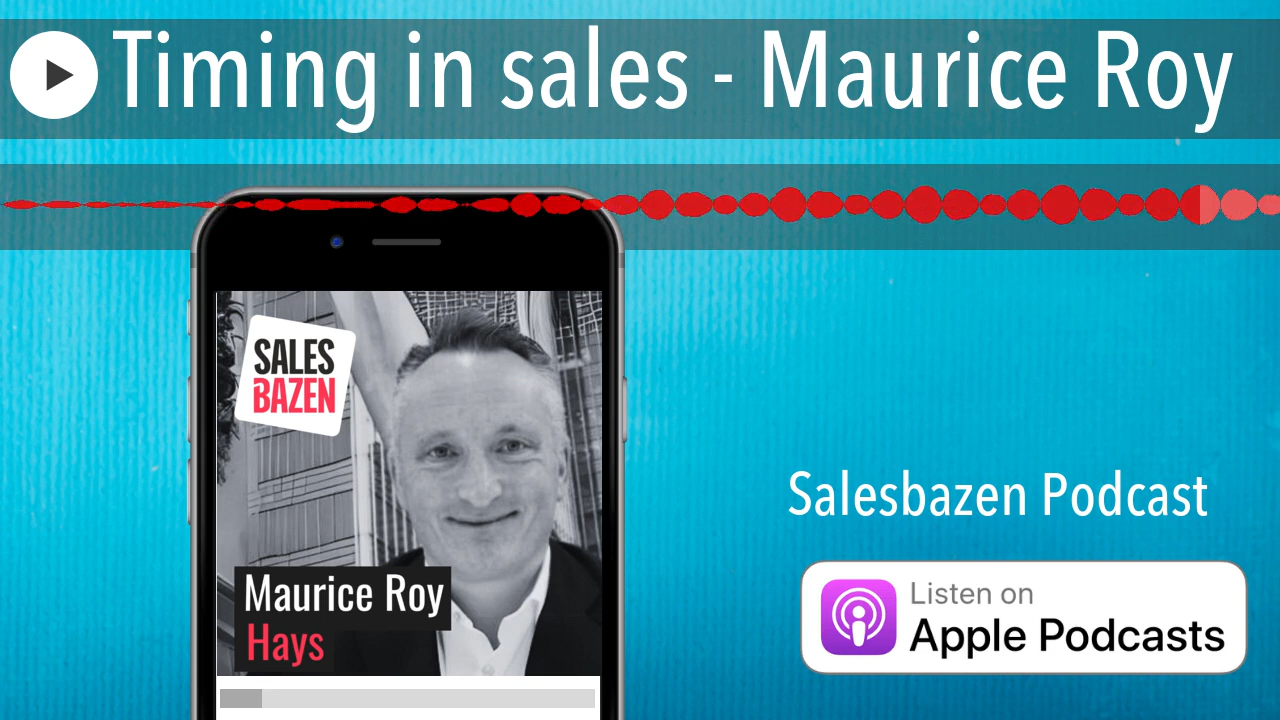 Timing in sales - Maurice Roy
SALES
BAZEN
Maurice Roy
Hays
Salesbazen Podcast
Listen on
Apple Podcasts